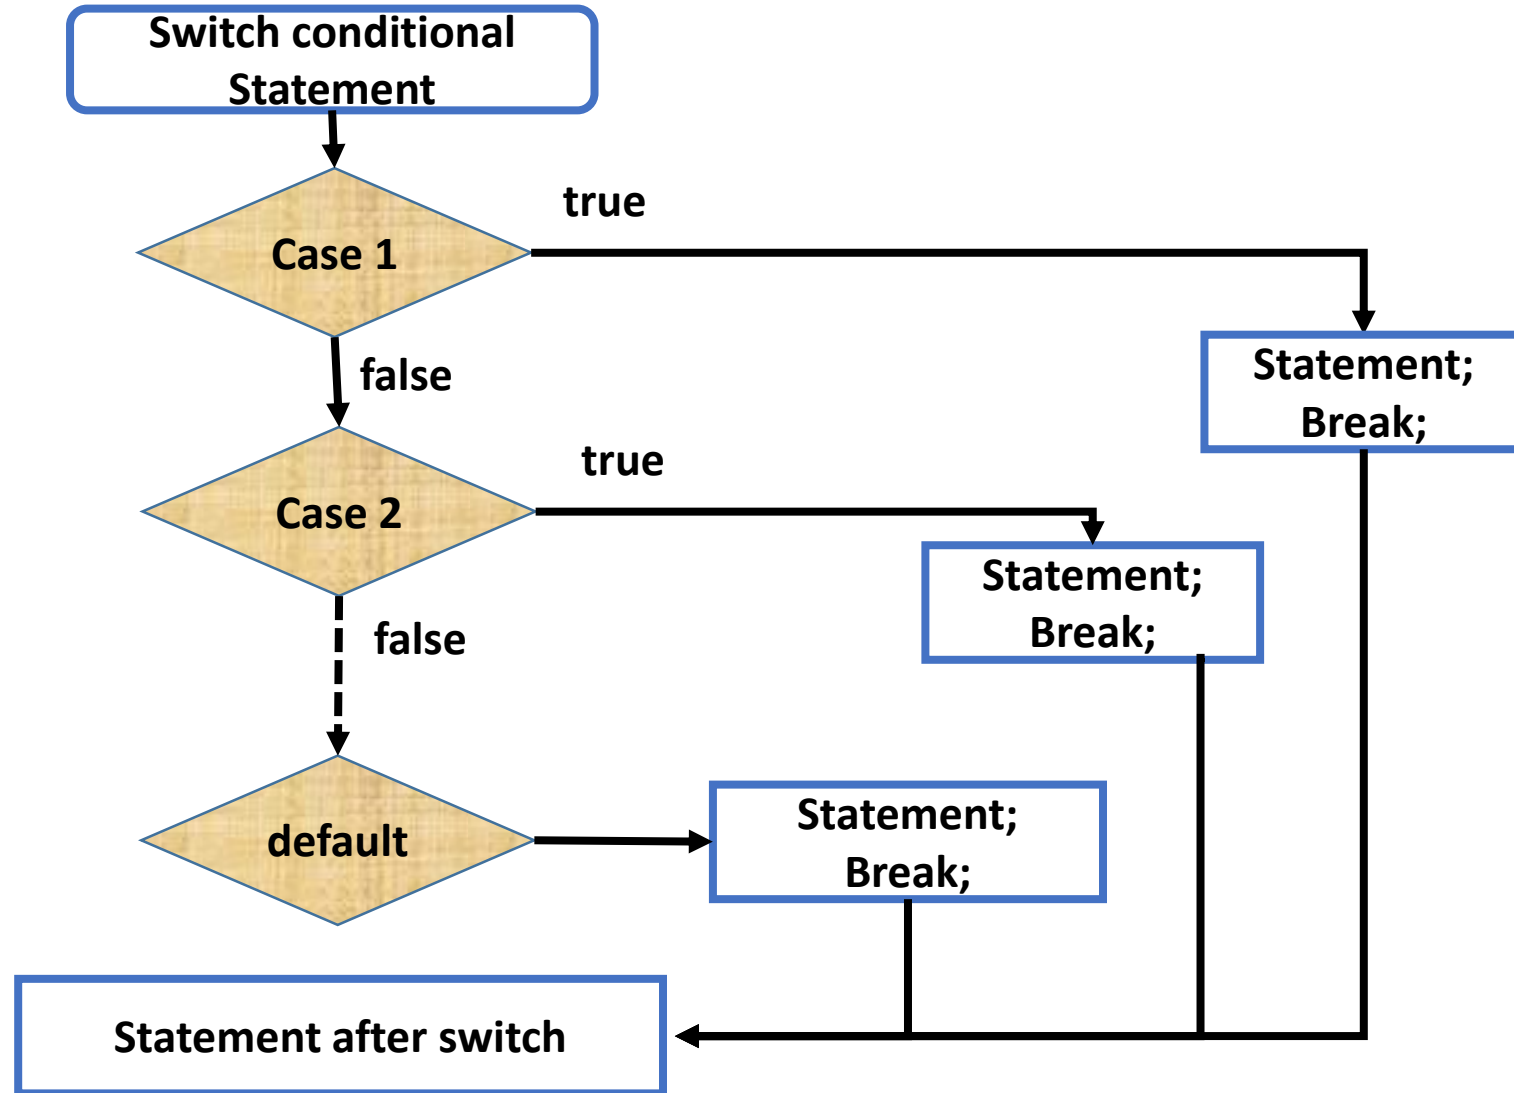 Switch conditional
Statement
true
Case 1
false
Statement;
Break;
true
Case 2
Statement;
Break;
false
default
Statement;
Break;
Statement after switch